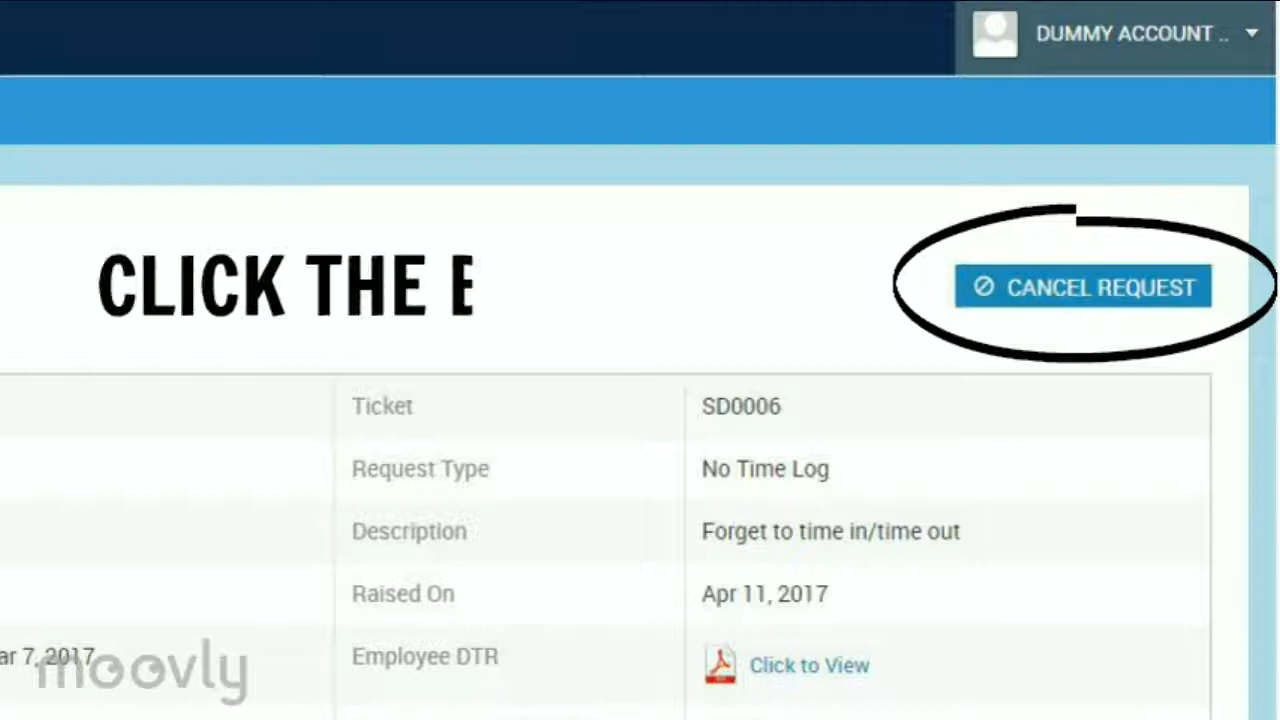 DUMMY ACCOUNT ..
CLICK THE
CANCEL REQUEST
Ticket SD0006
Request Type No Time Log
Description Forget to time in/time out
Raised On Apr 11, 2017
ar 7, 2017 Employee DTR Click to View
moovly